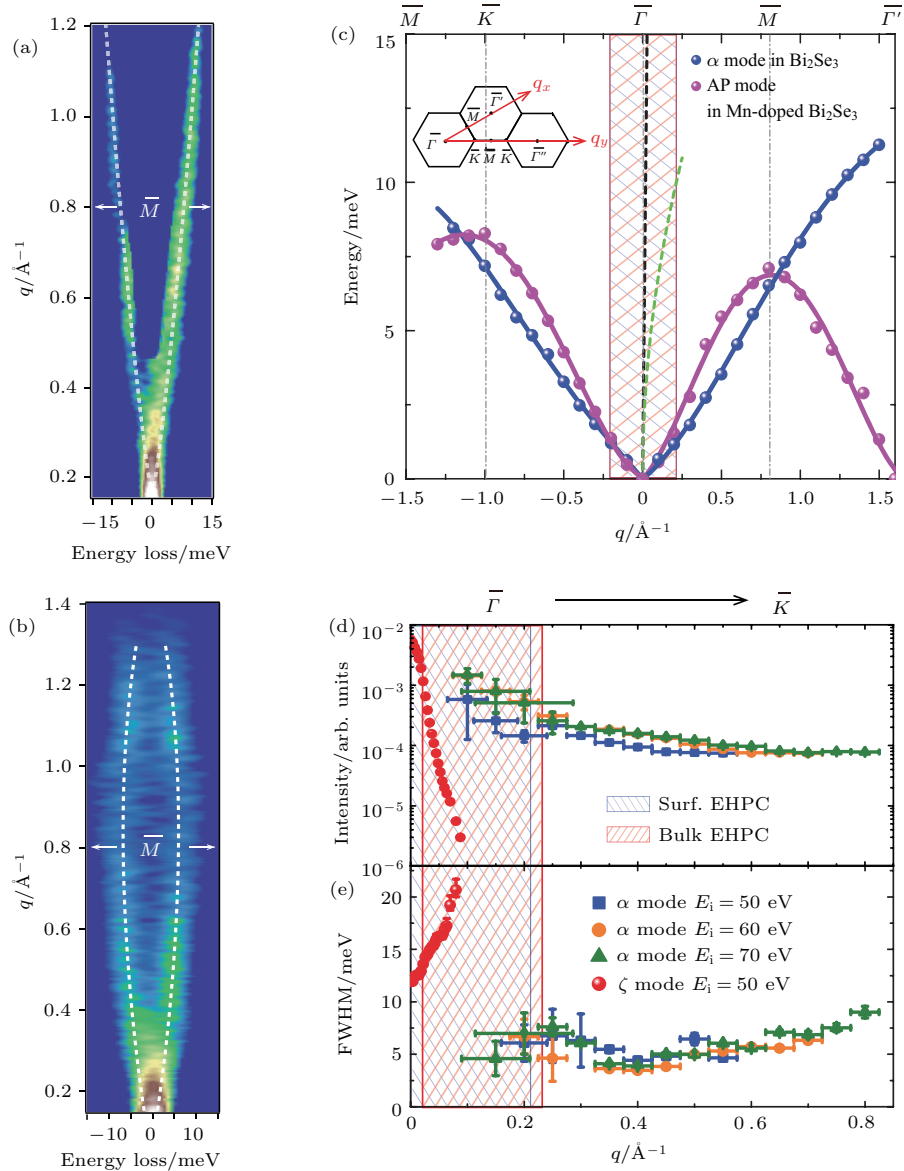 (a)
1.2
1.0
0.8
0.6
0.4
0.2
q/Å⁻¹
M̅
−15
0
15
Energy loss/meV
M̅ K̅ Γ̅ M̅ Γ̅′
(c)
15
10
5
0
Energy/meV
α mode in Bi₂Se₃
AP mode
in Mn-doped Bi₂Se₃
qₓ
Γ̅′
M̅
Γ̅
q_y
K̅ M̅ K̅ Γ̅″
−1.5 −1.0 −0.5 0 0.5 1.0 1.5
q/Å⁻¹
(b)
1.4
1.2
1.0
0.8
0.6
0.4
0.2
q/Å⁻¹
M̅
−10 0 10
Energy loss/meV
Γ̅ K̅
(d)
10⁻²
10⁻³
10⁻⁴
10⁻⁵
10⁻⁶
Intensity/arb. units
Surf. EHPC
Bulk EHPC
(e)
20
15
10
5
0
FWHM/meV
α mode Eᵢ = 50 eV
α mode Eᵢ = 60 eV
α mode Eᵢ = 70 eV
ζ mode Eᵢ = 50 eV
0 0.2 0.4 0.6 0.8
q/Å⁻¹